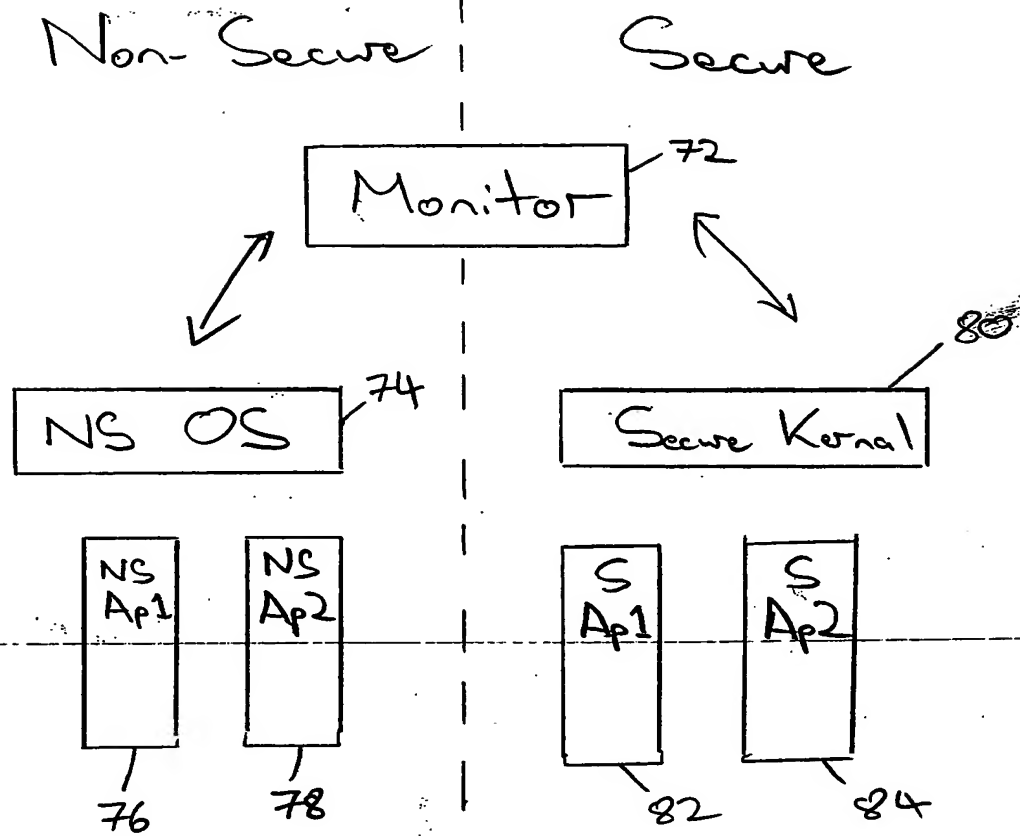 Non-Secure
Secure
Monitor
72
NS OS
74
Secure Kernal
80
NS
Ap1
NS
Ap2
S
Ap1
S
Ap2
76
78
82
84